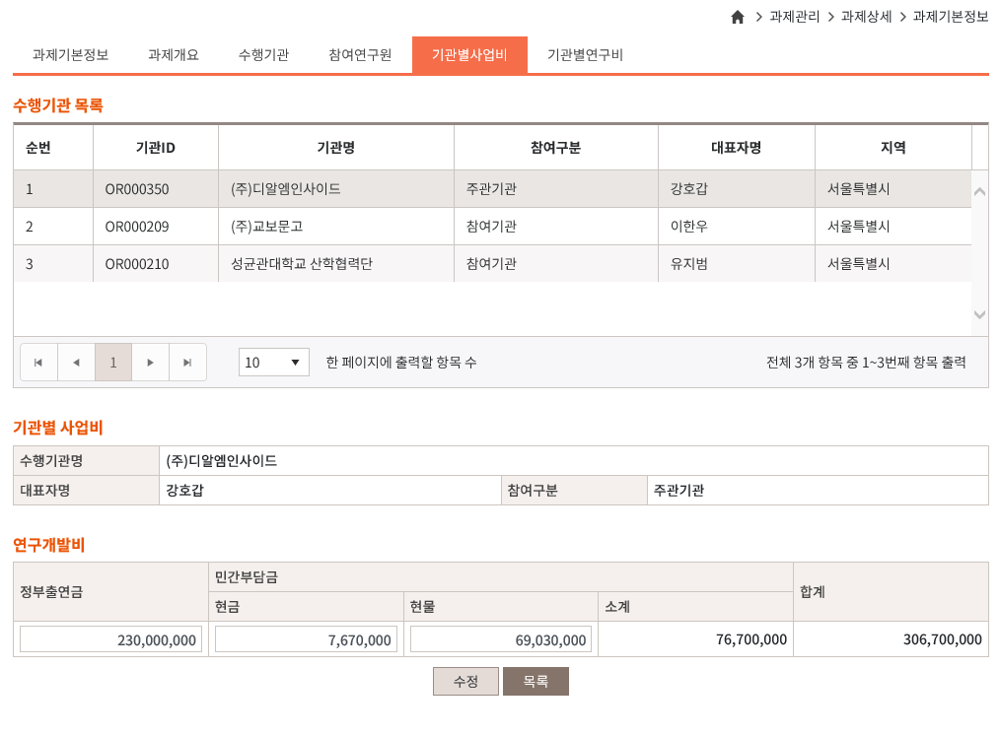 과제관리 > 과제상세 > 과제기본정보
과제기본정보 과제개요 수행기관 참여연구원 기관별사업비 기관별연구비
수행기관 목록
순번 기관ID 기관명 참여구분 대표자명 지역
1 OR000350 (주)디알엠인사이드 주관기관 강호갑 서울특별시
2 OR000209 (주)교보문고 참여기관 이한우 서울특별시
3 OR000210 성균관대학교 산학협력단 참여기관 유지범 서울특별시
1 10 한 페이지에 출력할 항목 수 전체 3개 항목 중 1~3번째 항목 출력
기관별 사업비
수행기관명 (주)디알엠인사이드
대표자명 강호갑 참여구분 주관기관
연구개발비
정부출연금 민간부담금 합계
현금 현물 소계
230,000,000 7,670,000 69,030,000 76,700,000 306,700,000
수정 목록